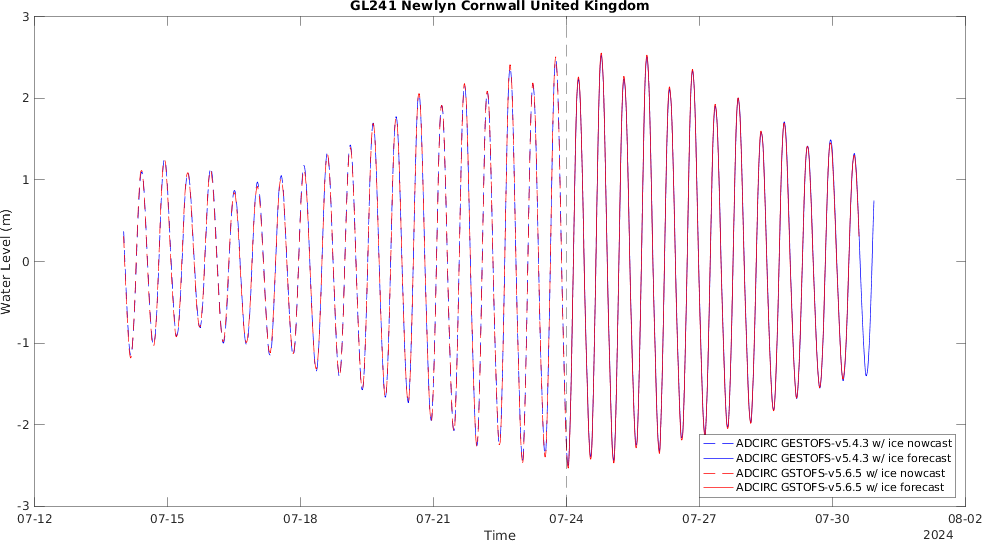 GL241 Newlyn Cornwall United Kingdom
3
2
1
0
-1
-2
-3
Water Level (m)
ADCIRC GESTOFS-v5.4.3 w/ ice nowcast
ADCIRC GESTOFS-v5.4.3 w/ ice forecast
ADCIRC GSTOFS-v5.6.5 w/ ice nowcast
ADCIRC GSTOFS-v5.6.5 w/ ice forecast
07-12 07-15 07-18 07-21 07-24 07-27 07-30 08-02
Time
2024